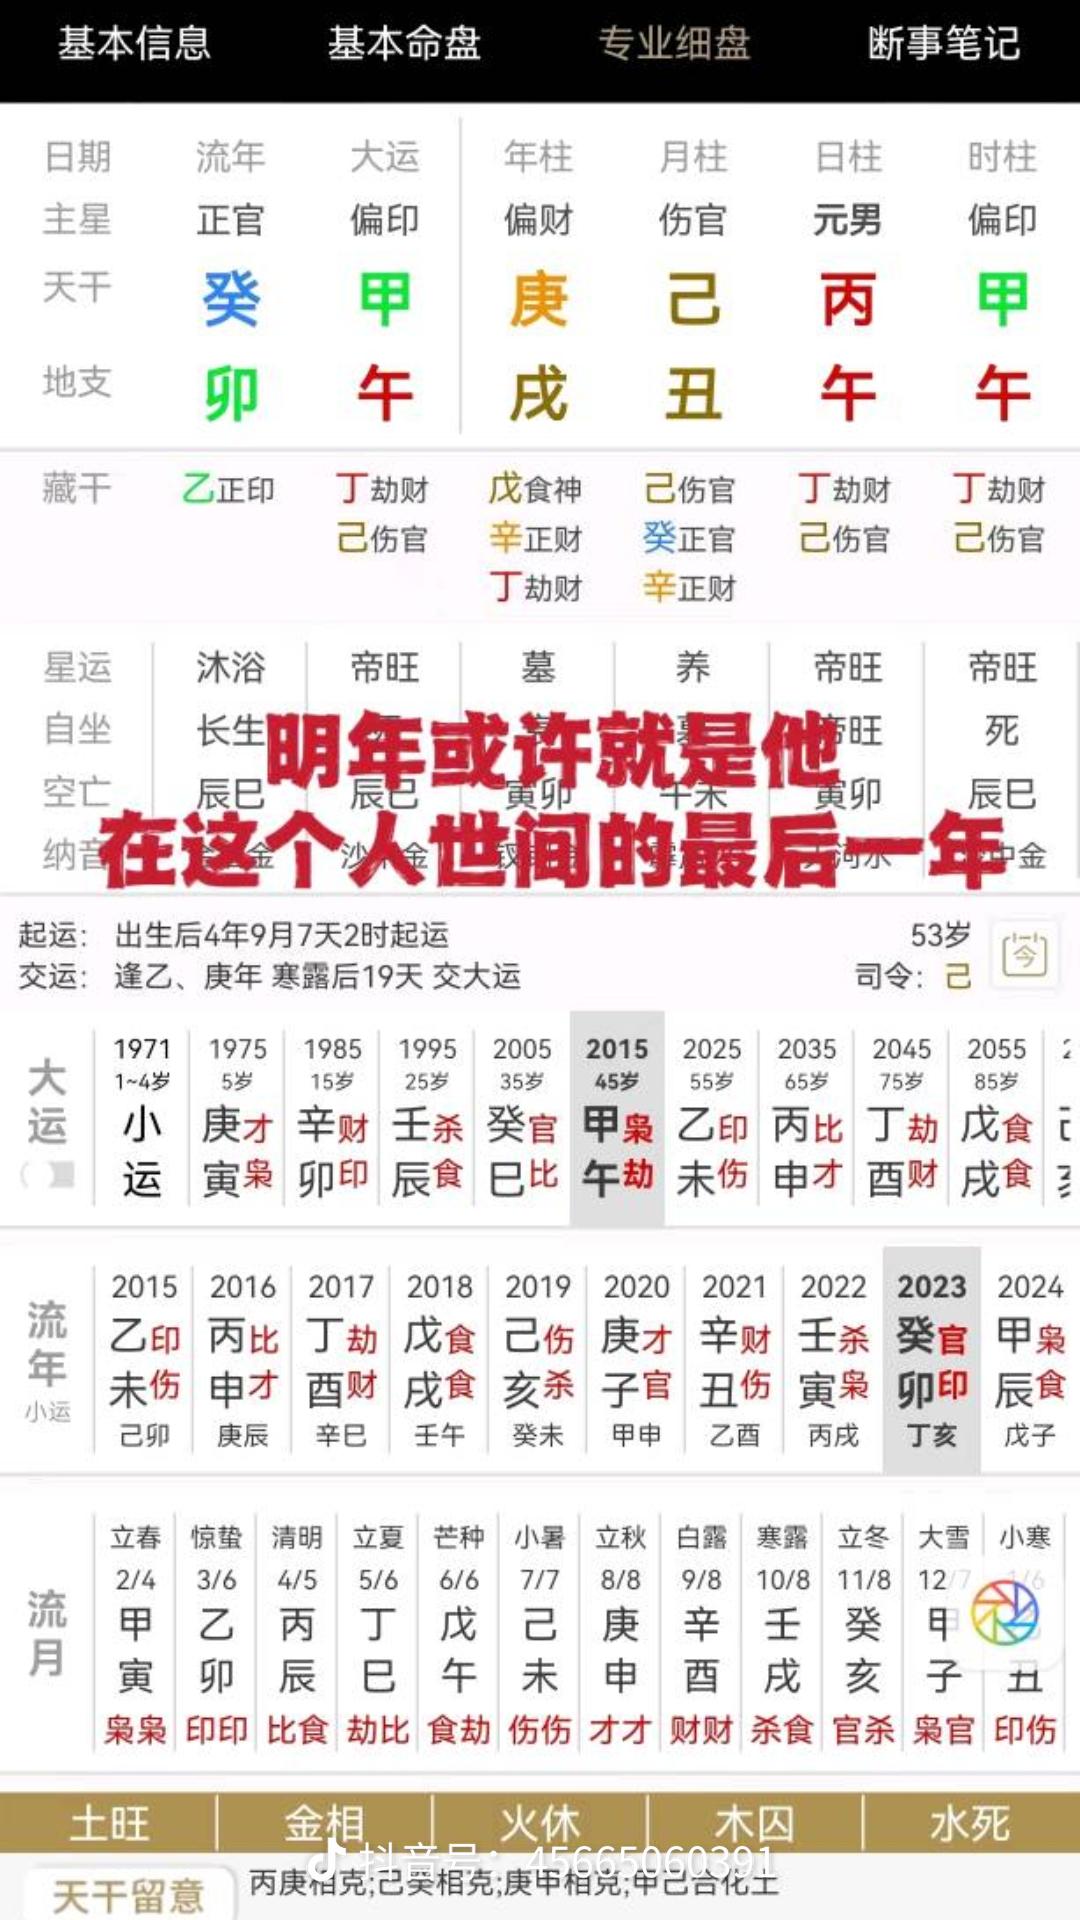 基本信息 基本命盘 专业细盘 断事笔记
日期 流年 大运 年柱 月柱 日柱 时柱
主星 正官 偏印 偏财 伤官 元男 偏印
天干 癸 甲 庚 己 丙 甲
地支 卯 午 戌 丑 午 午
藏干 乙正印 丁劫财 戊食神 己伤官 丁劫财 丁劫财
己伤官 辛正财 癸正官 己伤官 己伤官
丁劫财 辛正财
星运 沐浴 帝旺 墓 养 帝旺 帝旺
自坐 长生 帝旺 死
明年或许就是他
空亡 辰巳 辰巳 寅卯 午未 寅卯 辰巳
纳音
在这个人世间的最后一年
起运: 出生后4年9月7天2时起运 53岁
今
交运: 逢乙、庚年 寒露后19天 交大运 司令: 己
大运
1971 1975 1985 1995 2005 2015 2025 2035 2045 2055
1~4岁 5岁 15岁 25岁 35岁 45岁 55岁 65岁 75岁 85岁
小 庚才 辛财 壬杀 癸官 甲枭 乙印 丙比 丁劫 戊食
运 寅枭 卯印 辰食 巳比 午劫 未伤 申才 酉财 戌食
流年
小运
2015 2016 2017 2018 2019 2020 2021 2022 2023 2024
乙印 丙比 丁劫 戊食 己伤 庚才 辛财 壬杀 癸官 甲枭
未伤 申才 酉财 戌食 亥杀 子官 丑伤 寅枭 卯印 辰食
己卯 庚辰 辛巳 壬午 癸未 甲申 乙酉 丙戌 丁亥 戊子
流月
立春 惊蛰 清明 立夏 芒种 小暑 立秋 白露 寒露 立冬 大雪 小寒
2/4 3/6 4/5 5/6 6/6 7/7 8/8 9/8 10/8 11/8 12/7 1/6
甲 乙 丙 丁 戊 己 庚 辛 壬 癸 甲
寅 卯 辰 巳 午 未 申 酉 戌 亥 子 丑
枭枭 印印 比食 劫比 食劫 伤伤 才才 财财 杀食 官杀 枭官 印伤
土旺 金相 火休 木囚 水死
抖音号: 45665060391
天干留意 丙庚相克;己癸相克;庚甲相克;甲己合化土